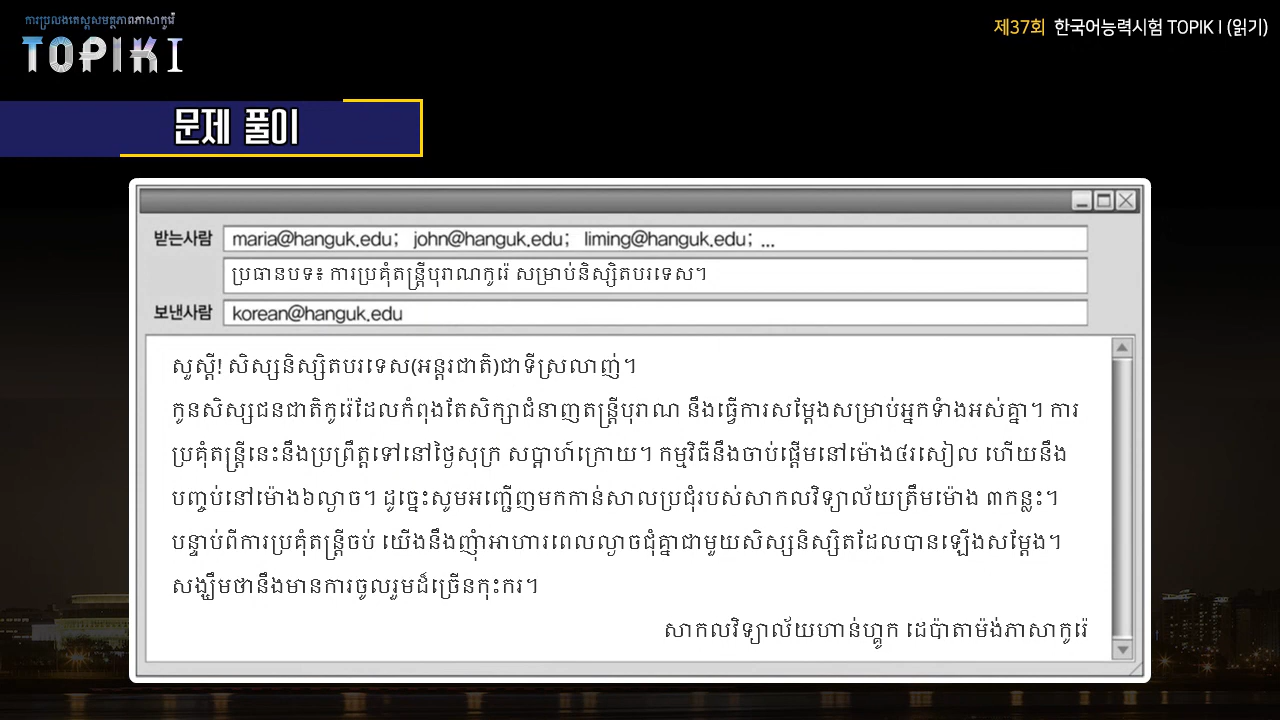 ការប្រលងតេស្តសមត្ថភាពភាសាកូរ៉េ
TOPIK I
제37회 한국어능력시험 TOPIK I (읽기)
문제 풀이
받는사람 maria@hanguk.edu; john@hanguk.edu; liming@hanguk.edu; ...
ប្រធានបទ៖ ការប្រគុំតន្ត្រីបុរាណកូរ៉េ សម្រាប់និស្សិតបរទេស។
보낸사람 korean@hanguk.edu
សួស្តី! សិស្សនិស្សិតបរទេស(អន្តរជាតិ)ជាទីស្រលាញ់។
កូនសិស្សជនជាតិកូរ៉េដែលកំពុងតែសិក្សាជំនាញតន្ត្រីបុរាណ នឹងធ្វើការសម្តែងសម្រាប់អ្នកទំាងអស់គ្នា។ ការ
ប្រគុំតន្ត្រីនេះនឹងប្រព្រឹត្តទៅនៅថ្ងៃសុក្រ សប្តាហ៍ក្រោយ។ កម្មវិធីនឹងចាប់ផ្តើមនៅម៉ោង៤រសៀល ហើយនឹង
បញ្ចប់នៅម៉ោង៦ល្ងាច។ ដូច្នេះសូមអញ្ជើញមកកាន់សាលប្រជុំរបស់សាកលវិទ្យាល័យត្រឹមម៉ោង ៣កន្លះ។
បន្ទាប់ពីការប្រគុំតន្ត្រីចប់ យើងនឹងញុំាអាហារពេលល្ងាចជុំគ្នាជាមួយសិស្សនិស្សិតដែលបានឡើងសម្តែង។
សង្ឃឹមថានឹងមានការចូលរួមដ៏ច្រើនកុះករ។
សាកលវិទ្យាល័យហាន់ហ្គូក ដេប៉ាតាម៉ង់ភាសាកូរ៉េ